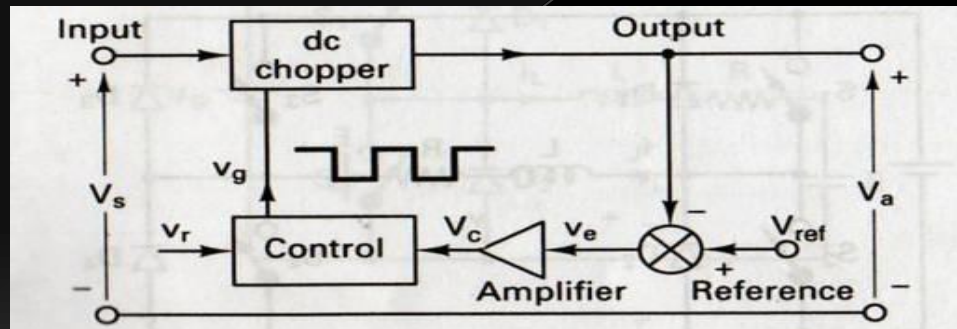 Input
dc
chopper
Output
+
+
vg
Vs
Va
vr
Control
Vc
ve
−
Vref
+
−
−
Amplifier
Reference